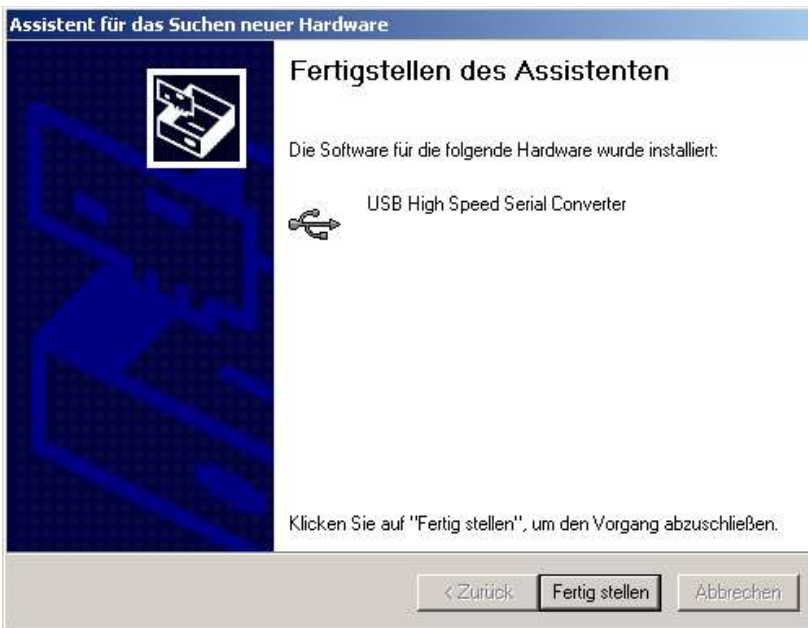 Assistent für das Suchen neuer Hardware
Fertigstellen des Assistenten
Die Software für die folgende Hardware wurde installiert:
USB High Speed Serial Converter
Klicken Sie auf "Fertig stellen", um den Vorgang abzuschließen.
< Zurück Fertig stellen Abbrechen